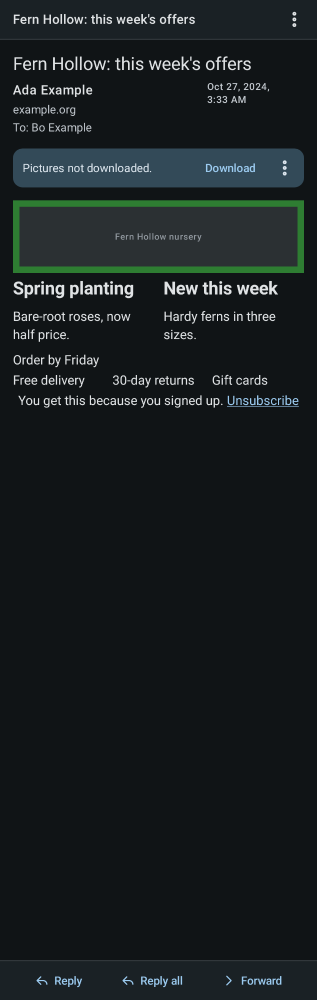 Fern Hollow: this week's offers
Fern Hollow: this week's offers
Ada Example
Oct 27, 2024,
3:33 AM
example.org
To: Bo Example
Pictures not downloaded.
Download
Fern Hollow nursery
Spring planting
Bare-root roses, now
half price.
New this week
Hardy ferns in three
sizes.
Order by Friday
Free delivery
30-day returns
Gift cards
You get this because you signed up. Unsubscribe
Reply
Reply all
Forward